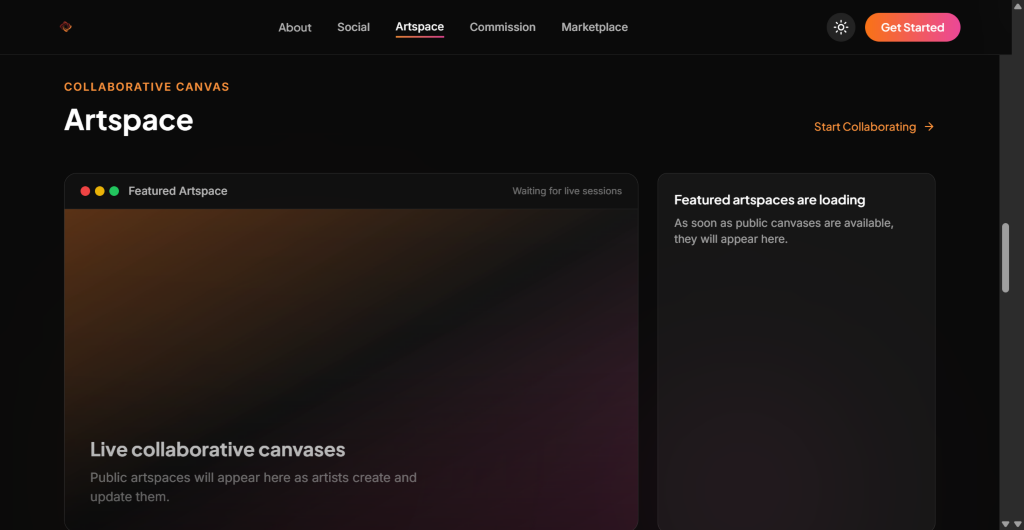 About
Social
Artspace
Commission
Marketplace
Get Started
COLLABORATIVE CANVAS
Artspace
Start Collaborating →
Featured Artspace
Waiting for live sessions
Live collaborative canvases
Public artspaces will appear here as artists create and
update them.
Featured artspaces are loading
As soon as public canvases are available,
they will appear here.